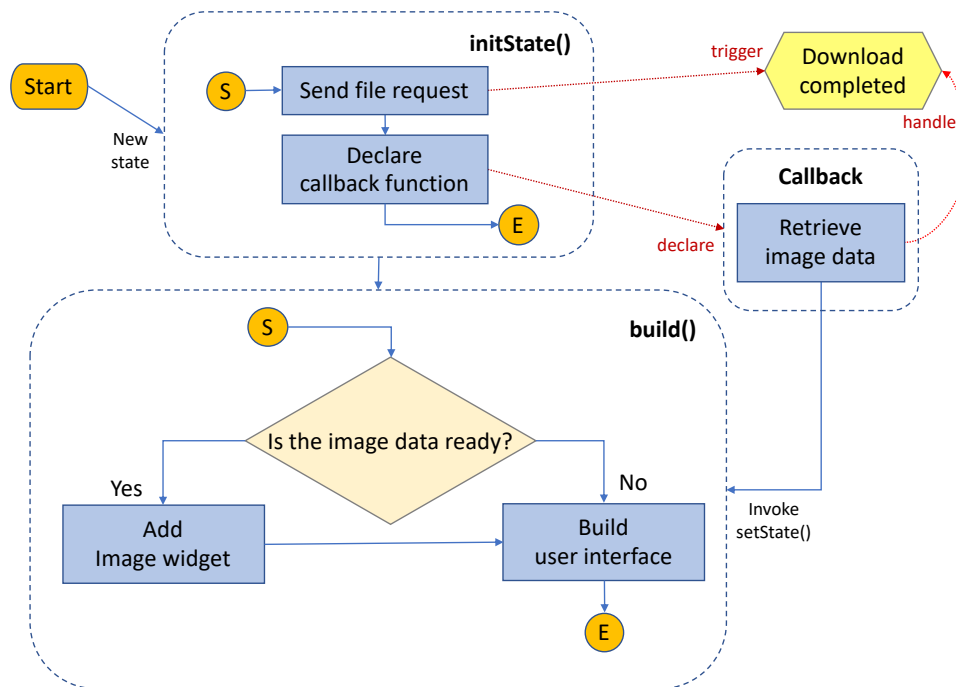 initState()
Start
New
state
S
Send file request
Declare
callback function
E
trigger
Download
completed
handle
Callback
declare
Retrieve
image data
S
build()
Is the image data ready?
Yes
No
Add
Image widget
Build
user interface
E
Invoke
setState()